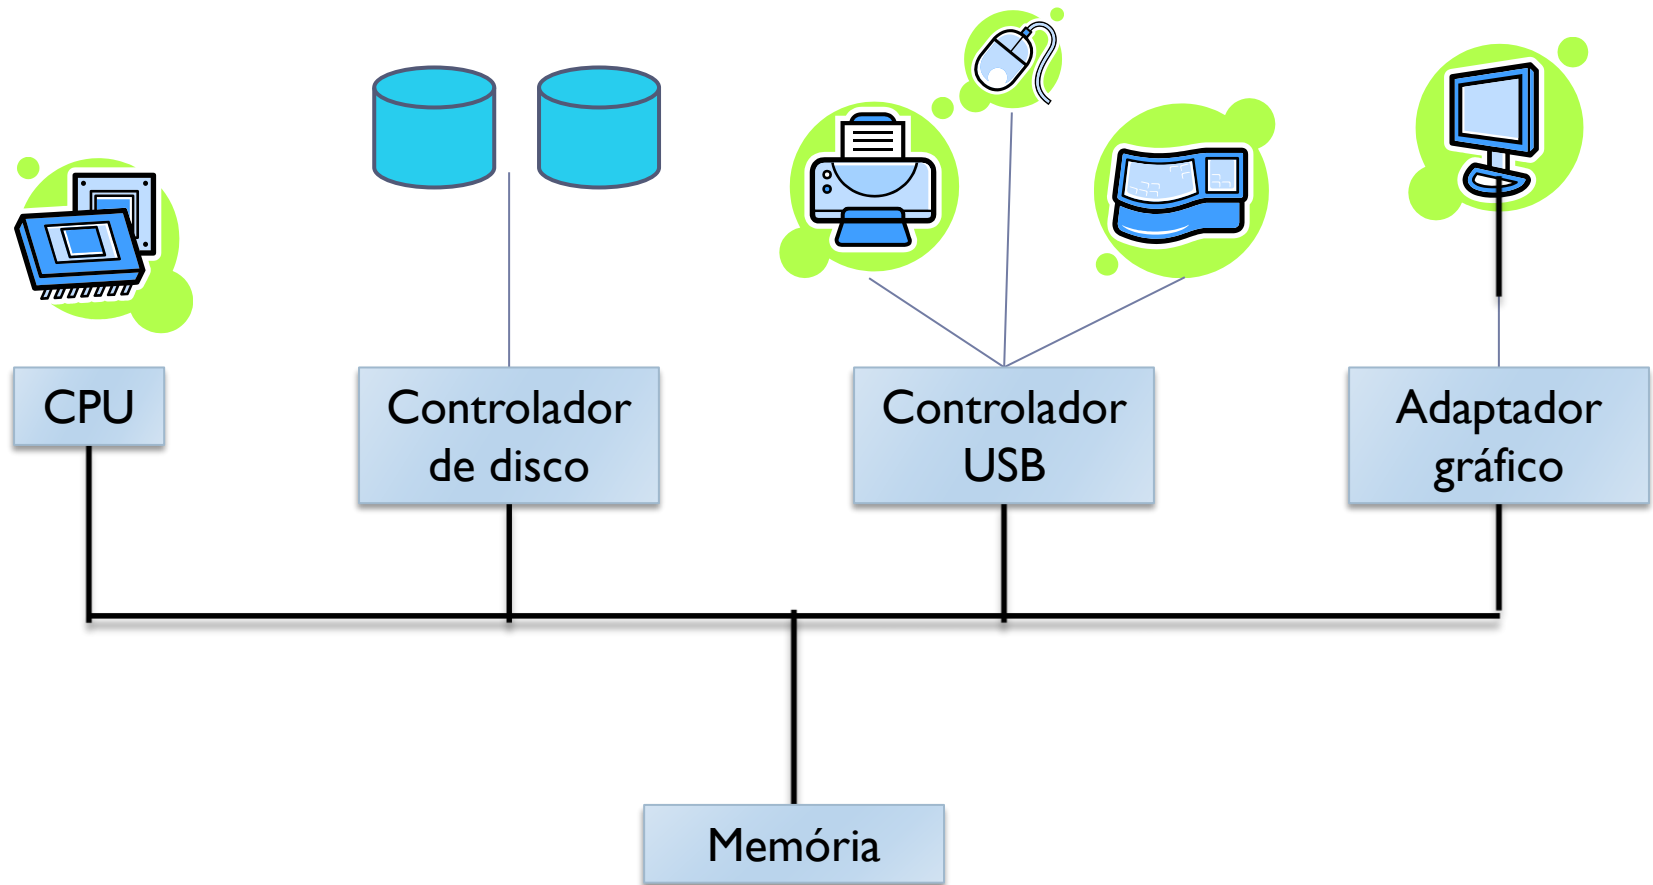 CPU
Controlador
de disco
Controlador
USB
Adaptador
gráfico
Memória